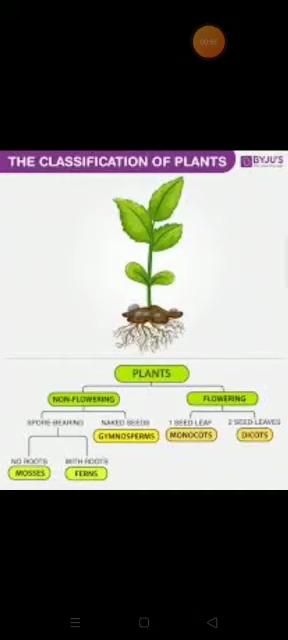 THE CLASSIFICATION OF PLANTS
BYJU'S
PLANTS
NON-FLOWERING
FLOWERING
SPORE-BEARING
NAKED SEEDS
1 SEED LEAF
2 SEED LEAVES
GYMNOSPERMS
MONOCOTS
DICOTS
NO ROOTS
WITH ROOTS
MOSSES
FERNS